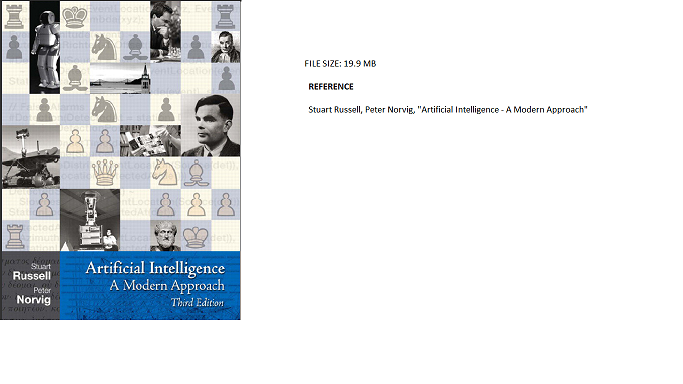 Stuart
Russell
Peter
Norvig
Artificial Intelligence
A Modern Approach
Third Edition
FILE SIZE: 19.9 MB
REFERENCE
Stuart Russell, Peter Norvig, "Artificial Intelligence - A Modern Approach"